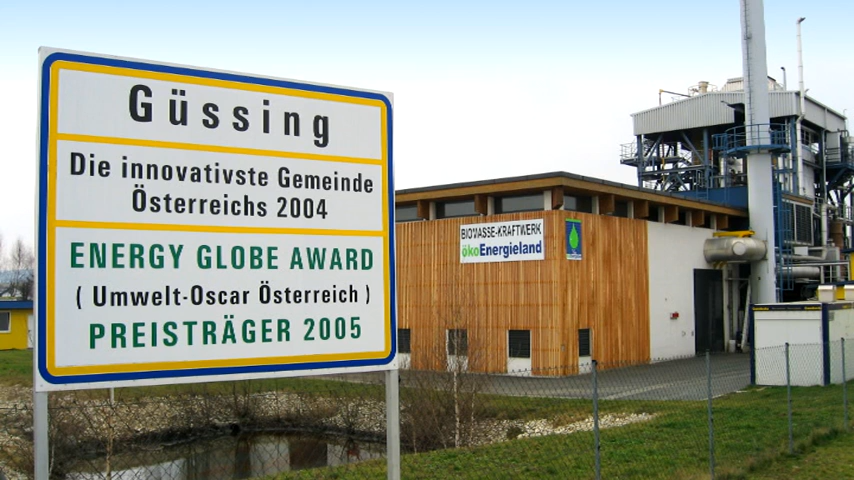 Güssing
Die innovativste Gemeinde
Österreichs 2004
ENERGY GLOBE AWARD
( Umwelt-Oscar Österreich )
PREISTRÄGER 2005
BIOMASSE-KRAFTWERK
ökoEnergieland